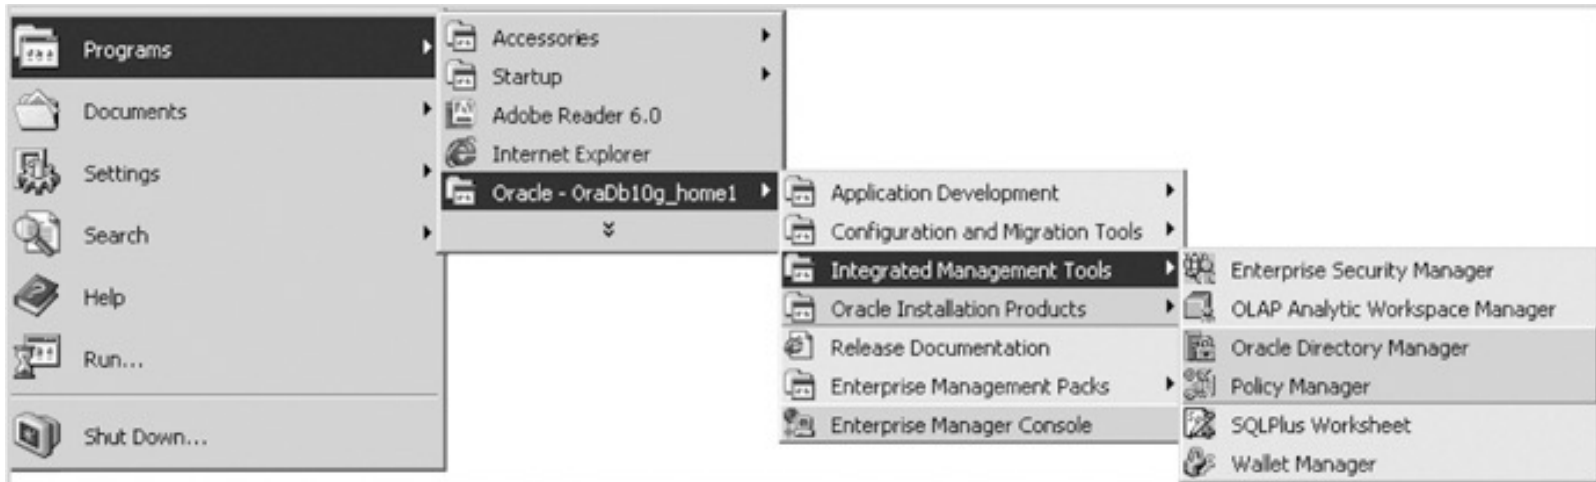 Programs
Documents
Settings
Search
Help
Run...
Shut Down...
Accessories
Startup
Adobe Reader 6.0
Internet Explorer
Oracle - OraDb10g_home1
Application Development
Configuration and Migration Tools
Integrated Management Tools
Oracle Installation Products
Release Documentation
Enterprise Management Packs
Enterprise Manager Console
Enterprise Security Manager
OLAP Analytic Workspace Manager
Oracle Directory Manager
Policy Manager
SQLPlus Worksheet
Wallet Manager